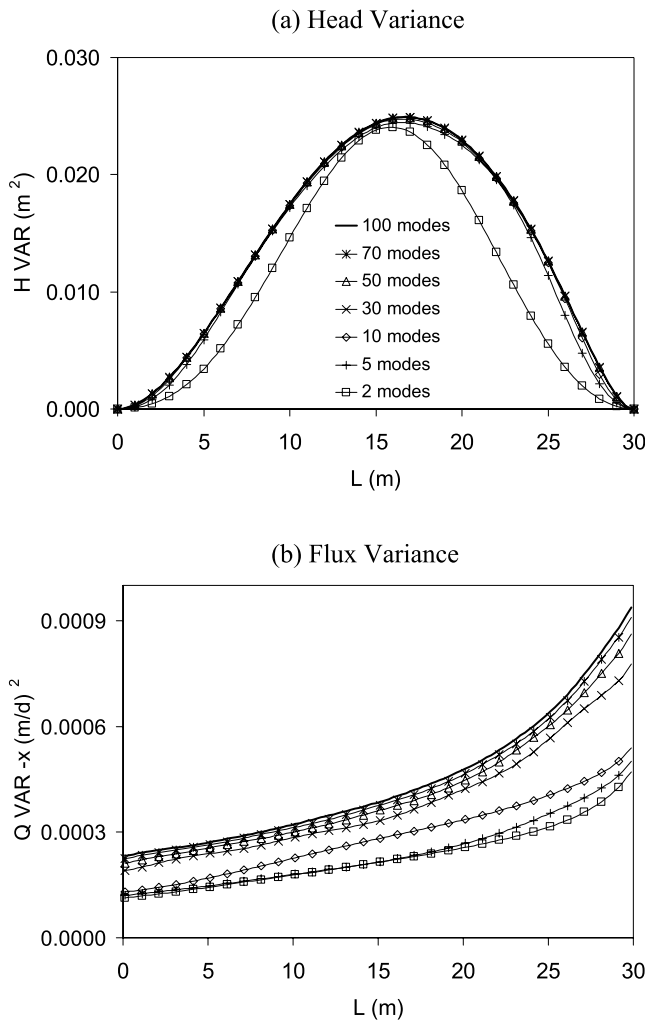 (a) Head Variance
0.030
0.020
0.010
0.000
H VAR (m²)
100 modes
70 modes
50 modes
30 modes
10 modes
5 modes
2 modes
0 5 10 15 20 25 30
L (m)
(b) Flux Variance
0.0009
0.0006
0.0003
0.0000
Q VAR -x (m/d) ²
0 5 10 15 20 25 30
L (m)